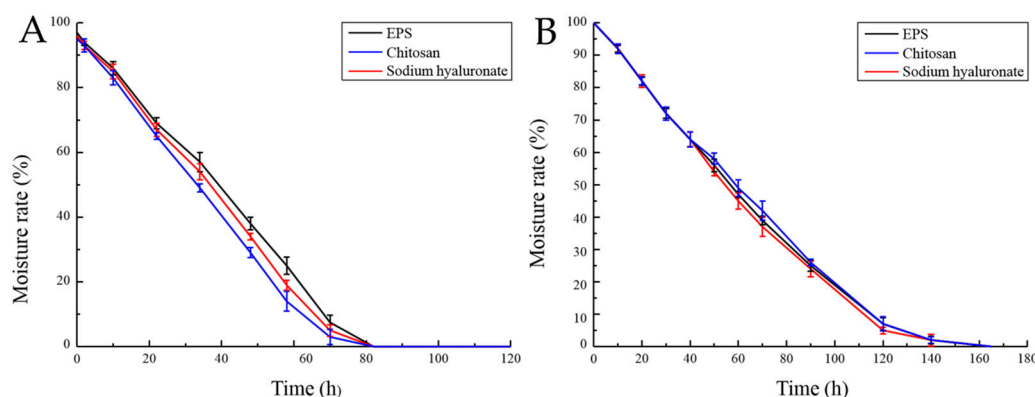 A
EPS
Chitosan
Sodium hyaluronate
Moisture rate (%)
100
80
60
40
20
0
0 20 40 60 80 100 120
Time (h)
B
EPS
Chitosan
Sodium hyaluronate
Moisture rate (%)
100
90
80
70
60
50
40
30
20
10
0
0 20 40 60 80 100 120 140 160 180
Time (h)